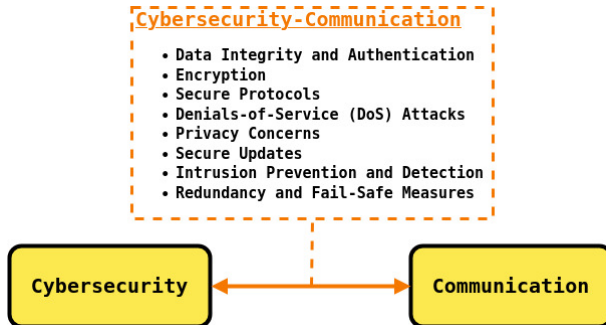 Cybersecurity-Communication
• Data Integrity and Authentication
• Encryption
• Secure Protocols
• Denials-of-Service (DoS) Attacks
• Privacy Concerns
• Secure Updates
• Intrusion Prevention and Detection
• Redundancy and Fail-Safe Measures
Cybersecurity
Communication